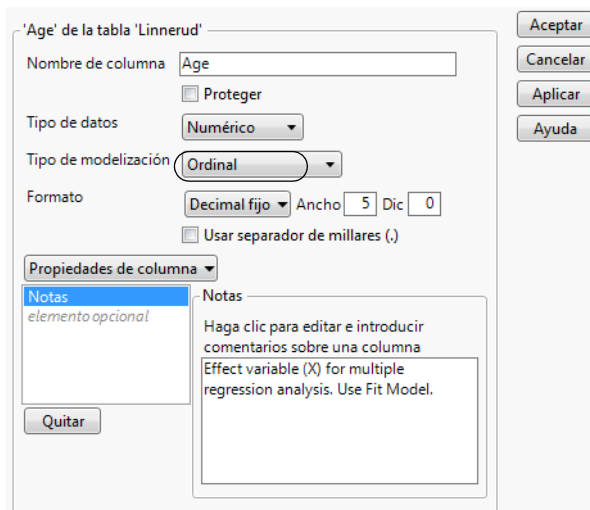 'Age' de la tabla 'Linnerud'
Aceptar
Nombre de columna Age
Cancelar
Proteger
Aplicar
Tipo de datos Numérico
Ayuda
Tipo de modelización Ordinal
Formato Decimal fijo Ancho 5 Dic 0
Usar separador de millares (.)
Propiedades de columna
Notas
elemento opcional
Quitar
Notas
Haga clic para editar e introducir
comentarios sobre una columna
Effect variable (X) for multiple
regression analysis. Use Fit Model.